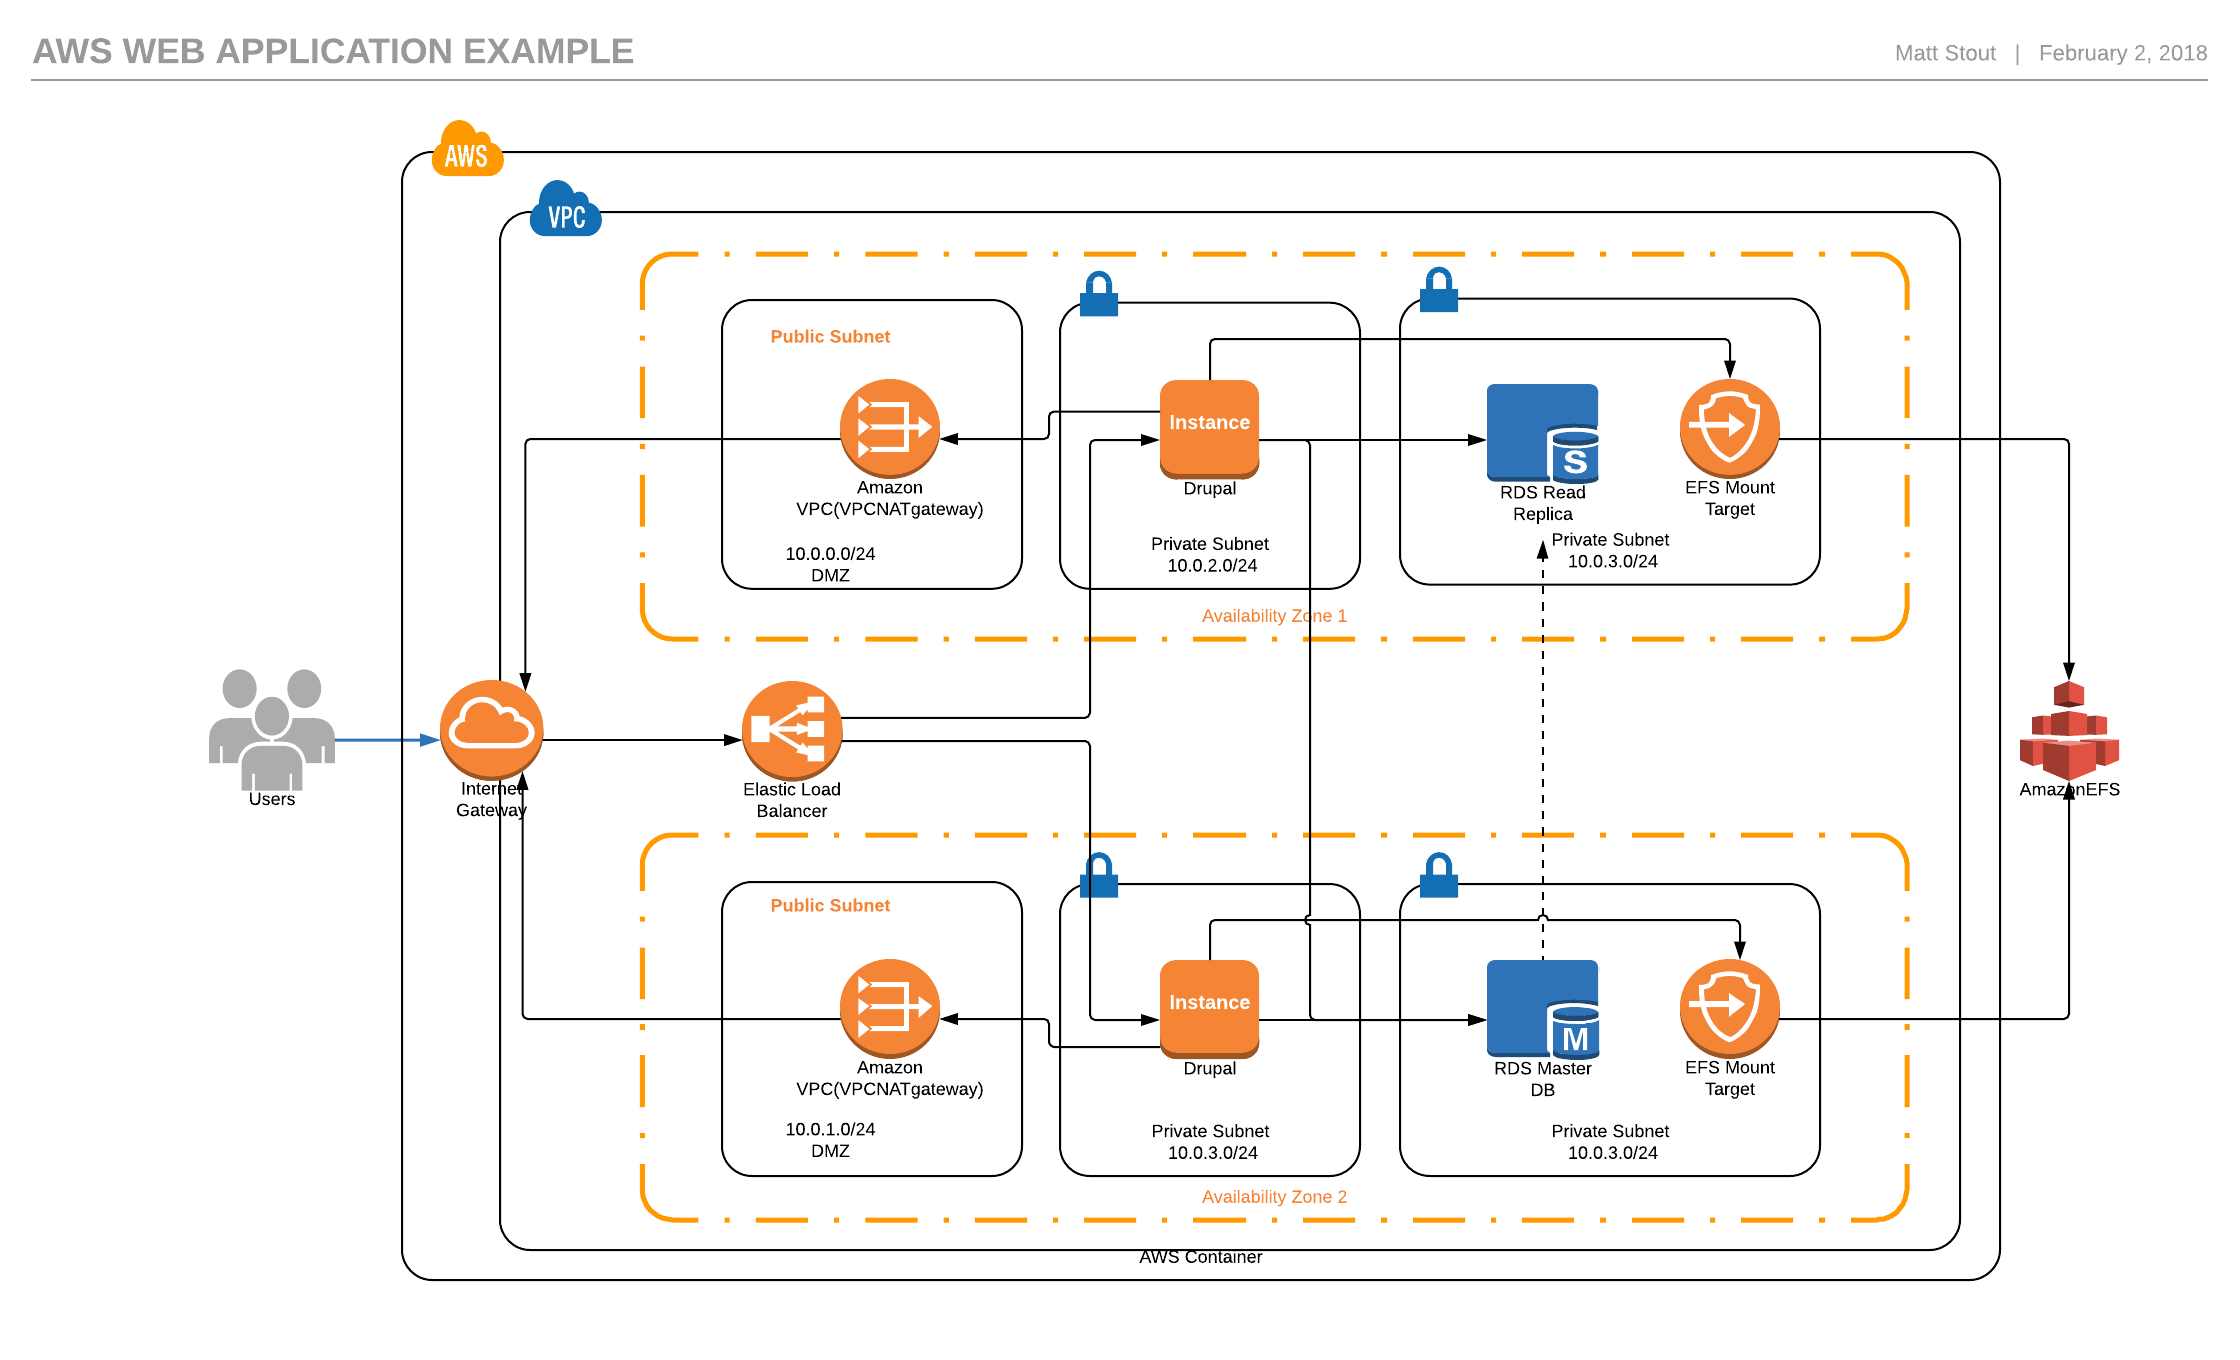 AWS WEB APPLICATION EXAMPLE
Matt Stout | February 2, 2018
AWS
VPC
Public Subnet
Amazon
VPC(VPCNATgateway)
10.0.0.0/24
DMZ
Instance
Drupal
Private Subnet
10.0.2.0/24
S
RDS Read
Replica
EFS Mount
Target
Private Subnet
10.0.3.0/24
Availability Zone 1
Users
Internet
Gateway
Elastic Load
Balancer
AmazonEFS
Public Subnet
Amazon
VPC(VPCNATgateway)
10.0.1.0/24
DMZ
Instance
Drupal
Private Subnet
10.0.3.0/24
M
RDS Master
DB
EFS Mount
Target
Private Subnet
10.0.3.0/24
Availability Zone 2
AWS Container